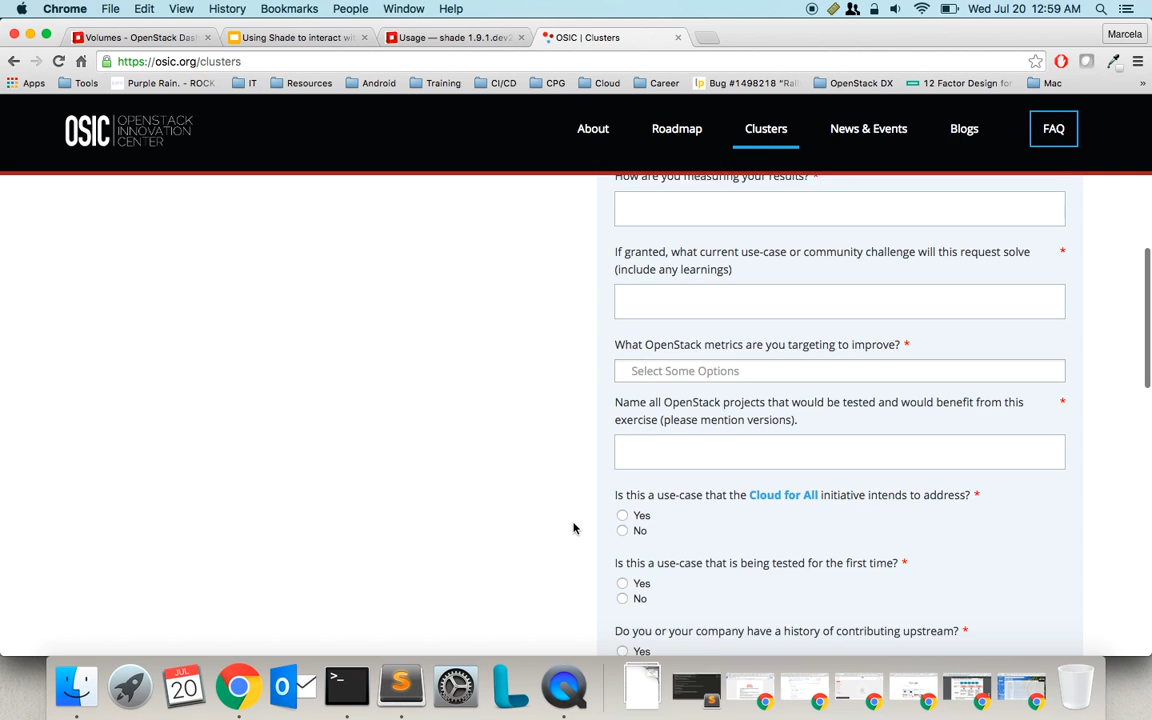 Chrome File Edit View History Bookmarks People Window Help Wed Jul 20 12:59 AM
Volumes - OpenStack Dash
Using Shade to interact wit
Usage — shade 1.9.1.dev2
OSIC | Clusters
Marcela
https://osic.org/clusters
Apps Tools Purple Rain. - ROCK IT Resources Android Training CI/CD CPG Cloud Career Bug #1498218 "Rall OpenStack DX 12 Factor Design fo Mac »
OSIC OPENSTACK
INNOVATION
CENTER
About Roadmap Clusters News & Events Blogs FAQ
How are you measuring your results? *
If granted, what current use-case or community challenge will this request solve *
(include any learnings)
What OpenStack metrics are you targeting to improve? *
Select Some Options
Name all OpenStack projects that would be tested and would benefit from this *
exercise (please mention versions).
Is this a use-case that the Cloud for All initiative intends to address? *
Yes
No
Is this a use-case that is being tested for the first time? *
Yes
No
Do you or your company have a history of contributing upstream? *
Yes
JUL
20